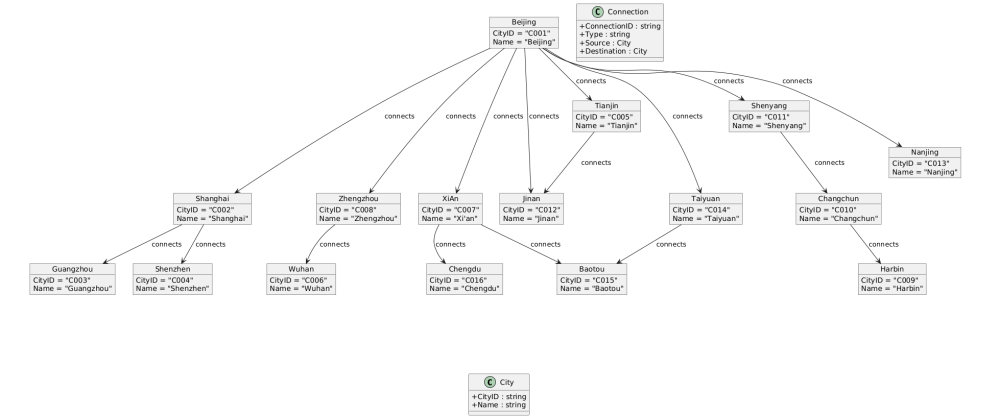 Beijing
CityID = "C001"
Name = "Beijing"
C Connection
+ConnectionID : string
+Type : string
+Source : City
+Destination : City
connects
connects
Tianjin
CityID = "C005"
Name = "Tianjin"
Shenyang
CityID = "C011"
Name = "Shenyang"
connects
connects
connects
connects
connects
connects
Nanjing
CityID = "C013"
Name = "Nanjing"
connects
connects
Shanghai
CityID = "C002"
Name = "Shanghai"
Zhengzhou
CityID = "C008"
Name = "Zhengzhou"
XiAn
CityID = "C007"
Name = "Xi'an"
Jinan
CityID = "C012"
Name = "Jinan"
Taiyuan
CityID = "C014"
Name = "Taiyuan"
Changchun
CityID = "C010"
Name = "Changchun"
connects
connects
connects
connects
connects
connects
Guangzhou
CityID = "C003"
Name = "Guangzhou"
Shenzhen
CityID = "C004"
Name = "Shenzhen"
Wuhan
CityID = "C006"
Name = "Wuhan"
Chengdu
CityID = "C016"
Name = "Chengdu"
Baotou
CityID = "C015"
Name = "Baotou"
Harbin
CityID = "C009"
Name = "Harbin"
C City
+CityID : string
+Name : string